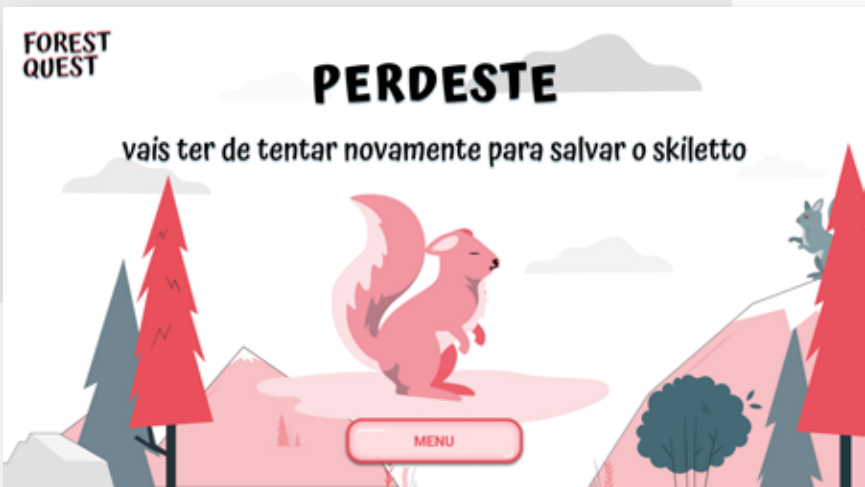 FOREST
QUEST
PERDESTE
vais ter de tentar novamente para salvar o skiletto
MENU